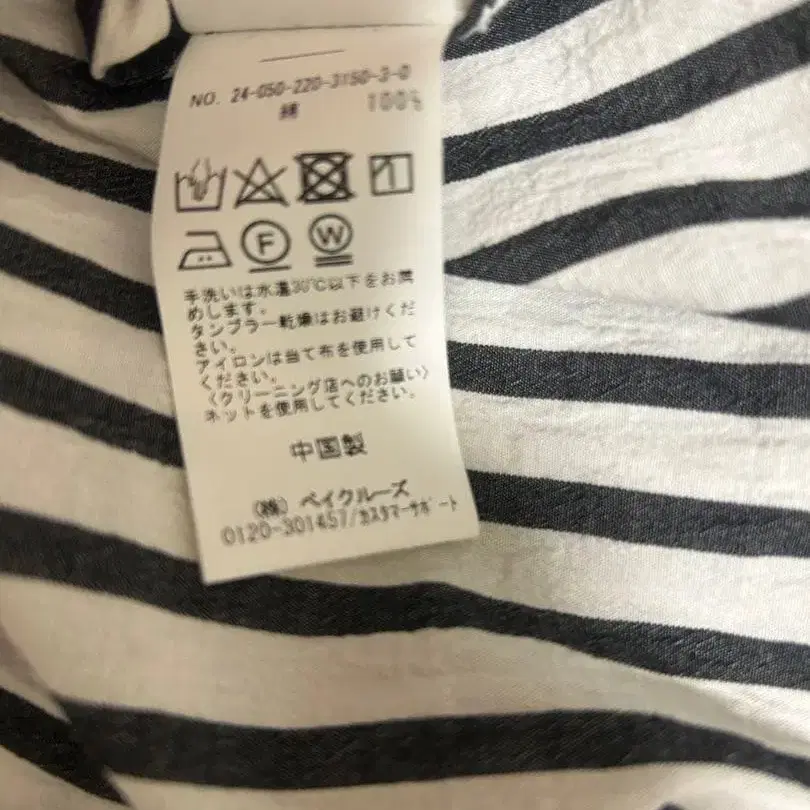 NO. 24-050-220-3150-3-0
綿 100%
F W
手洗いは水温30℃以下をお薦
めします。
タンブラー乾燥はお避けくだ
さい。
アイロンは当て布を使用して
ください。
〈クリーニング店へのお願い〉
ネットを使用してください。
中国製
(株) ベイクルーズ
0120-301457/カスタマーサポート